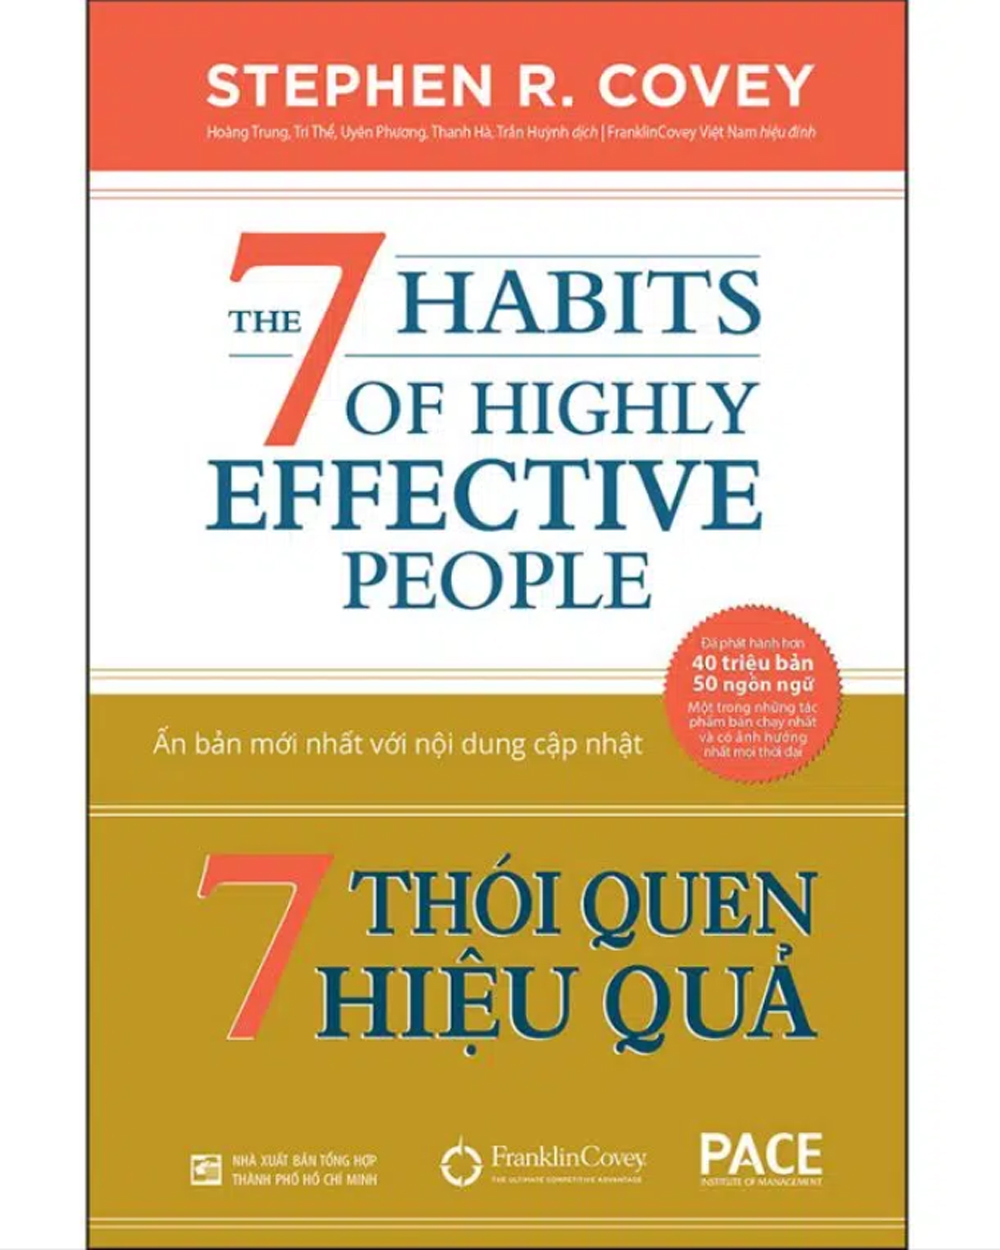 STEPHEN R. COVEY
Hoàng Trung, Trí Thể, Uyên Phương, Thanh Hà, Trần Huỳnh dịch | FranklinCovey Việt Nam hiệu đính
THE 7 HABITS
OF HIGHLY
EFFECTIVE
PEOPLE
Đã phát hành hơn
40 triệu bản
50 ngôn ngữ
Một trong những tác
phẩm bán chạy nhất
và có ảnh hưởng
nhất mọi thời đại
Ấn bản mới nhất với nội dung cập nhật
7 THÓI QUEN
HIỆU QUẢ
NHÀ XUẤT BẢN TỔNG HỢP
THÀNH PHỐ HỒ CHÍ MINH
FranklinCovey
THE ULTIMATE COMPETITIVE ADVANTAGE
PACE
INSTITUTE OF MANAGEMENT